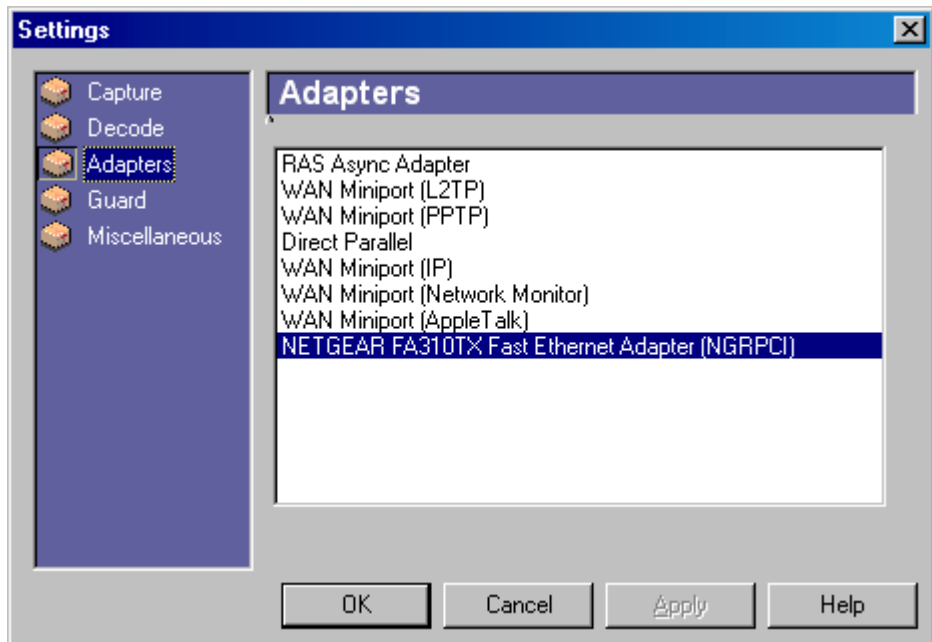 Settings
Capture
Decode
Adapters
Guard
Miscellaneous
Adapters
RAS Async Adapter
WAN Miniport (L2TP)
WAN Miniport (PPTP)
Direct Parallel
WAN Miniport (IP)
WAN Miniport (Network Monitor)
WAN Miniport (AppleTalk)
NETGEAR FA310TX Fast Ethernet Adapter (NGRPCI)
OK Cancel Apply Help